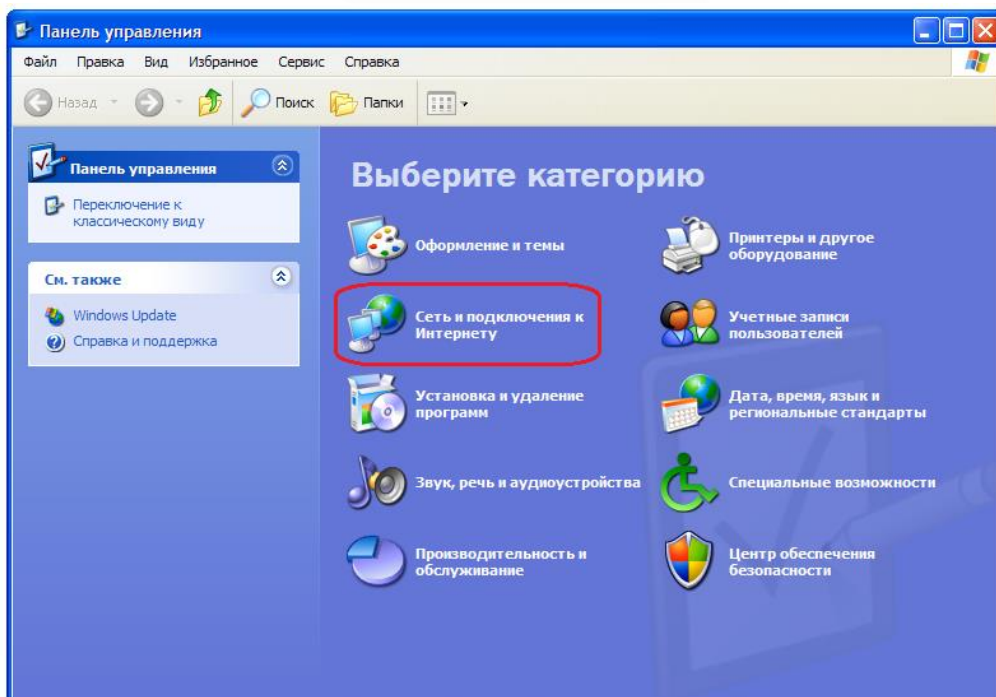 Панель управления
Файл Правка Вид Избранное Сервис Справка
Назад Поиск Папки
Панель управления
Переключение к
классическому виду
См. также
Windows Update
Справка и поддержка
Выберите категорию
Оформление и темы
Принтеры и другое
оборудование
Сеть и подключения к
Интернету
Учетные записи
пользователей
Установка и удаление
программ
Дата, время, язык и
региональные стандарты
Звук, речь и аудиоустройства
Специальные возможности
Производительность и
обслуживание
Центр обеспечения
безопасности